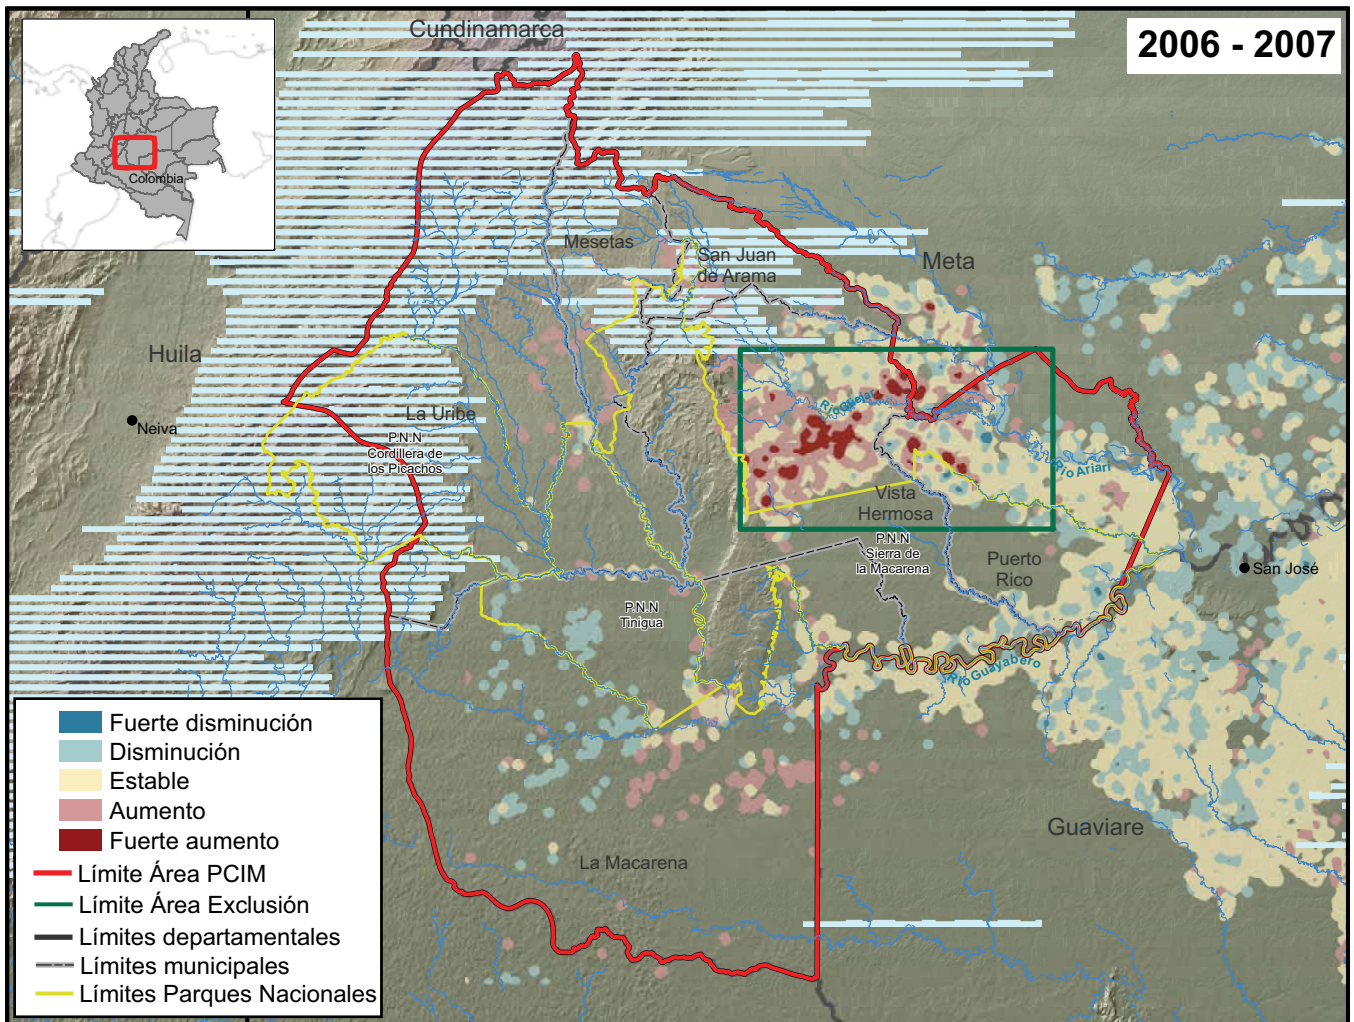 Cundinamarca
2006 - 2007
Colombia
Mesetas
San Juan
de Arama
Meta
Huila
Neiva
La Uribe
P.N.N
Cordillera de
los Picachos
Río Guejar
Río Ariari
Vista
Hermosa
P.N.N
Sierra de
la Macarena
Puerto
Rico
San José
P.N.N
Tinigua
Río Guayabero
Guaviare
La Macarena
Fuerte disminución
Disminución
Estable
Aumento
Fuerte aumento
Límite Área PCIM
Límite Área Exclusión
Límites departamentales
Límites municipales
Límites Parques Nacionales